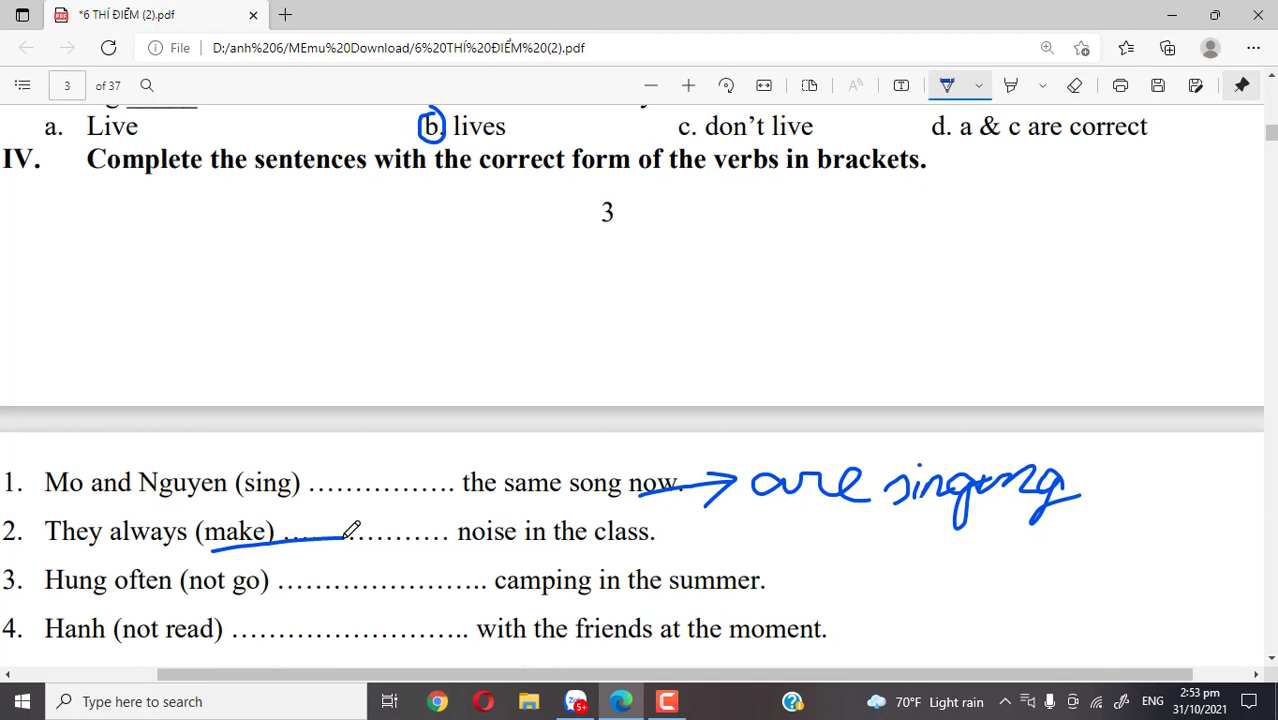 *6 THÍ ĐIỂM (2).pdf
File D:/anh%206/MEmu%20Download/6%20THÍ%20ĐIỂM%20(2).pdf
3 of 37
a. Live b. lives c. don’t live d. a & c are correct
IV. Complete the sentences with the correct form of the verbs in brackets.
3
1. Mo and Nguyen (sing) ……………. the same song now. → are singing
2. They always (make) ………………. noise in the class.
3. Hung often (not go) …………………….. camping in the summer.
4. Hanh (not read) ……………………….. with the friends at the moment.
Type here to search 5+ 70°F Light rain ENG 2:53 pm
31/10/2021